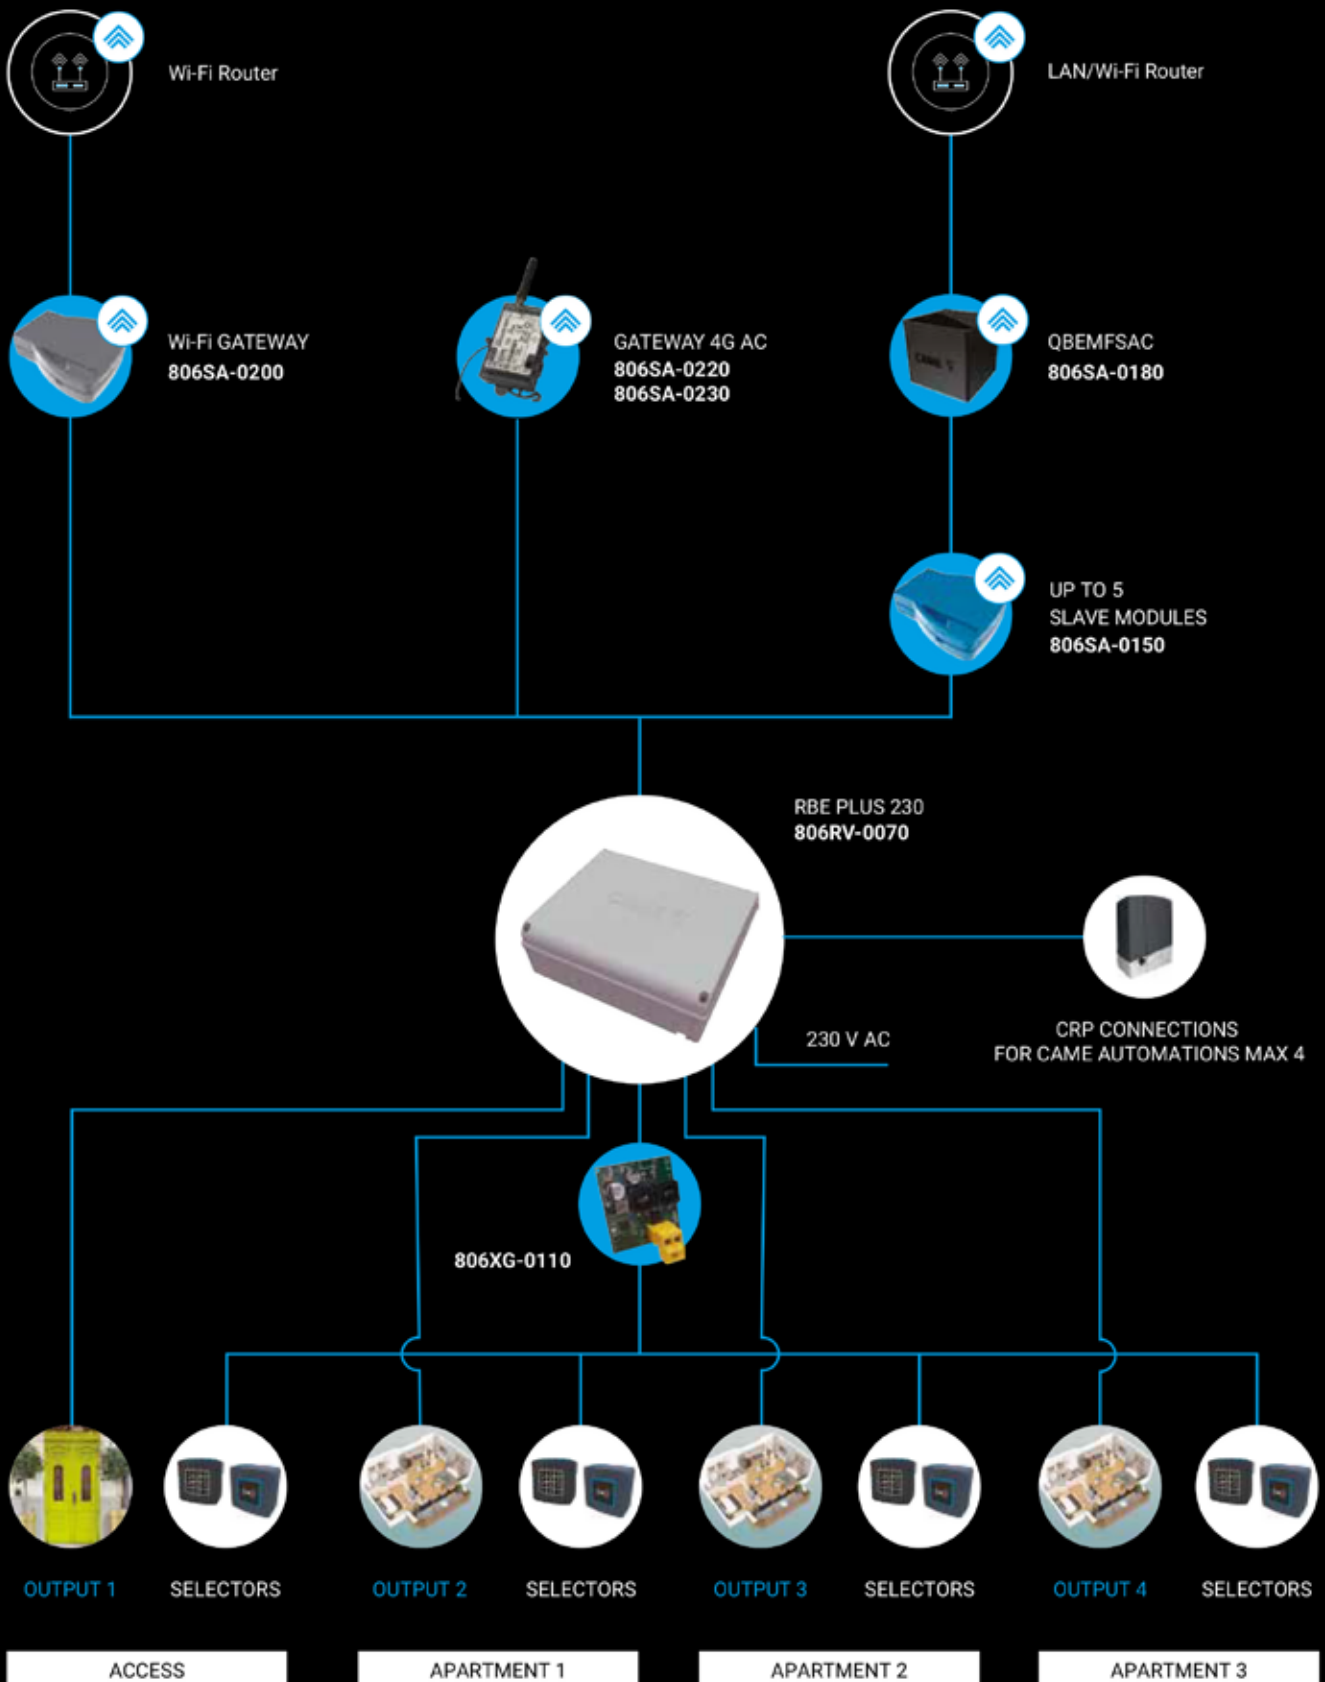 Wi-Fi Router
LAN/Wi-Fi Router
Wi-Fi GATEWAY
806SA-0200
GATEWAY 4G AC
806SA-0220
806SA-0230
QBEMFSAC
806SA-0180
UP TO 5
SLAVE MODULES
806SA-0150
RBE PLUS 230
806RV-0070
230 V AC
CRP CONNECTIONS
FOR CAME AUTOMATIONS MAX 4
806XG-0110
OUTPUT 1
SELECTORS
OUTPUT 2
SELECTORS
OUTPUT 3
SELECTORS
OUTPUT 4
SELECTORS
ACCESS
APARTMENT 1
APARTMENT 2
APARTMENT 3